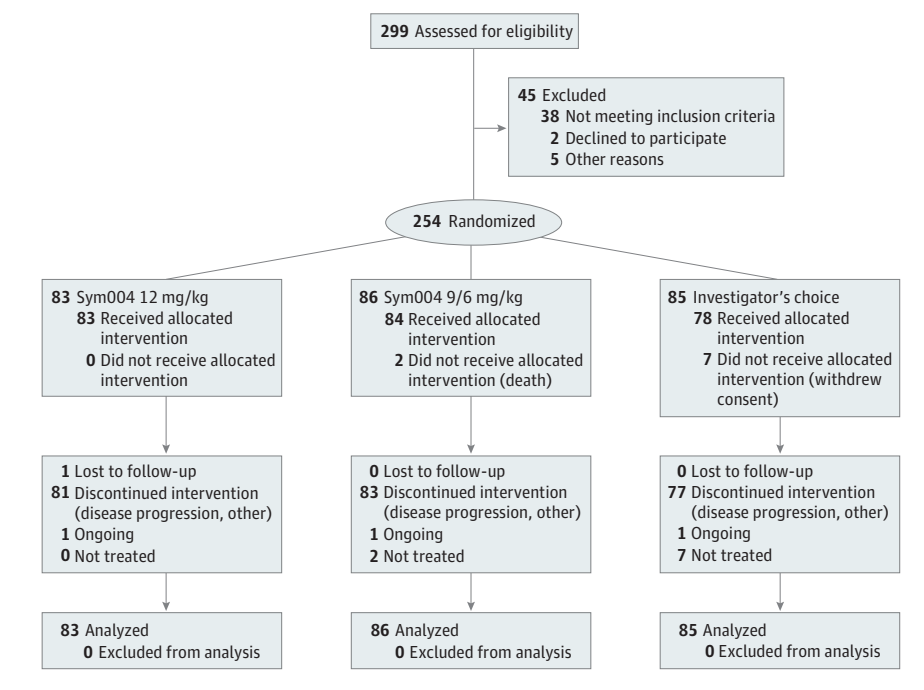 299 Assessed for eligibility
45 Excluded
38 Not meeting inclusion criteria
2 Declined to participate
5 Other reasons
254 Randomized
83 Sym004 12 mg/kg
83 Received allocated
intervention
0 Did not receive allocated
intervention
86 Sym004 9/6 mg/kg
84 Received allocated
intervention
2 Did not receive allocated
intervention (death)
85 Investigator's choice
78 Received allocated
intervention
7 Did not receive allocated
intervention (withdrew
consent)
1 Lost to follow-up
81 Discontinued intervention
(disease progression, other)
1 Ongoing
0 Not treated
0 Lost to follow-up
83 Discontinued intervention
(disease progression, other)
1 Ongoing
2 Not treated
0 Lost to follow-up
77 Discontinued intervention
(disease progression, other)
1 Ongoing
7 Not treated
83 Analyzed
0 Excluded from analysis
86 Analyzed
0 Excluded from analysis
85 Analyzed
0 Excluded from analysis